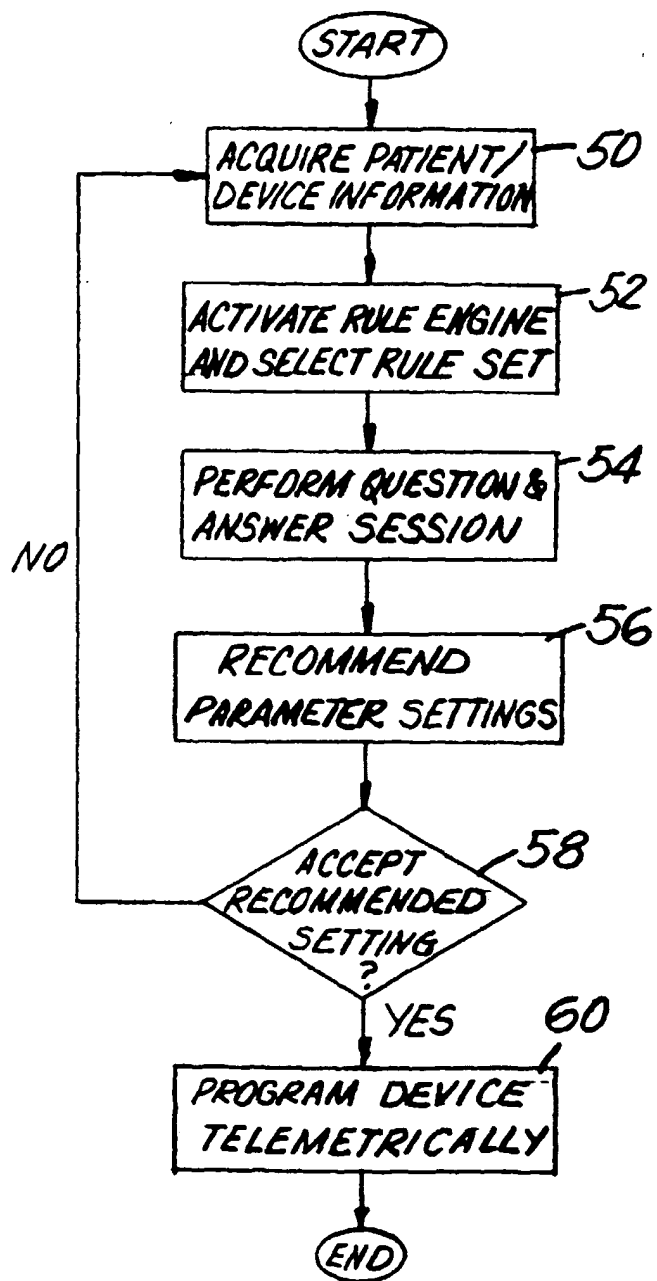 START
ACQUIRE PATIENT/
DEVICE INFORMATION
50
ACTIVATE RULE ENGINE
AND SELECT RULE SET
52
PERFORM QUESTION &
ANSWER SESSION
54
NO
RECOMMEND
PARAMETER SETTINGS
56
ACCEPT
RECOMMENDED
SETTING
?
58
YES
PROGRAM DEVICE
TELEMETRICALLY
60
END